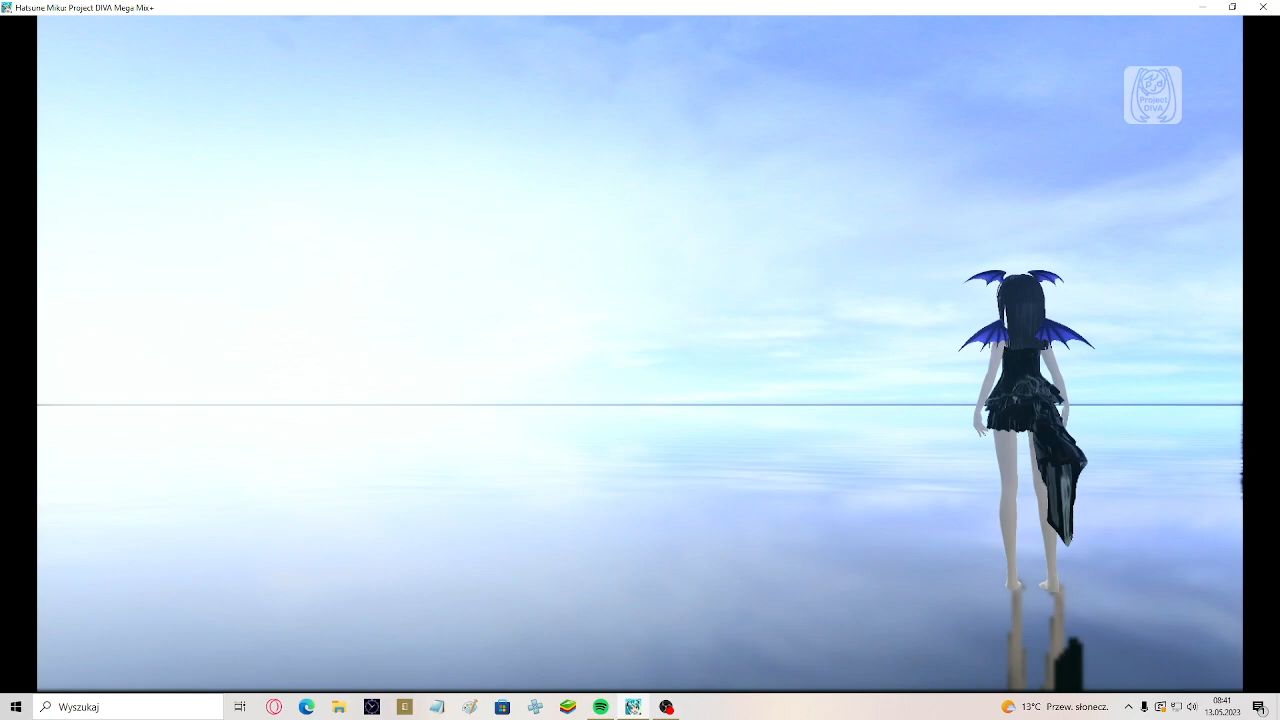 Hatsune Miku: Project DIVA Mega Mix+
Project
DIVA
Wyszukaj
13°C Przew. słonecz.
08:41
13.05.2023